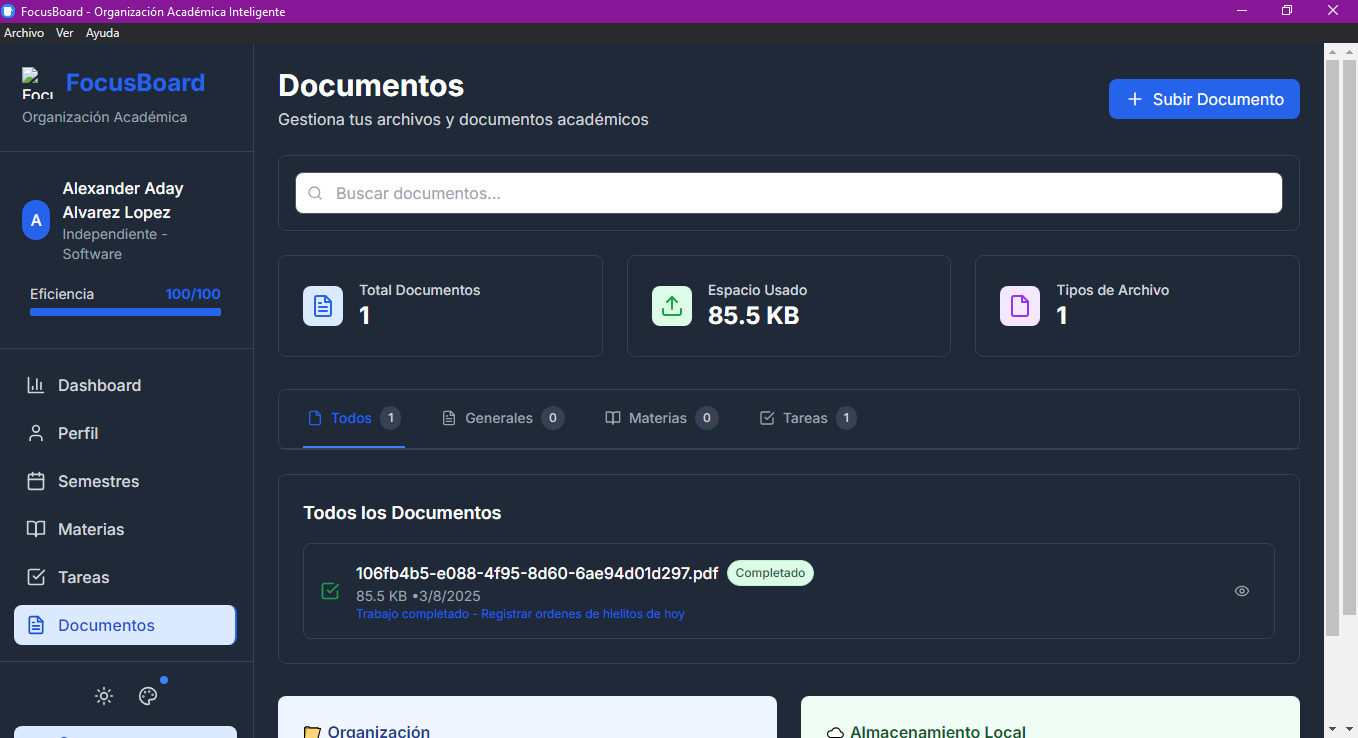 FocusBoard - Organización Académica Inteligente
Archivo Ver Ayuda
FocusBoard
Organización Académica
Alexander Aday
Alvarez Lopez
A
Independiente -
Software
Eficiencia 100/100
Dashboard
Perfil
Semestres
Materias
Tareas
Documentos
Documentos
Gestiona tus archivos y documentos académicos
Subir Documento
Buscar documentos...
Total Documentos
1
Espacio Usado
85.5 KB
Tipos de Archivo
1
Todos 1 Generales 0 Materias 0 Tareas 1
Todos los Documentos
106fb4b5-e088-4f95-8d60-6ae94d01d297.pdf Completado
85.5 KB •3/8/2025
Trabajo completado - Registrar ordenes de hielitos de hoy
Organización
Almacenamiento Local